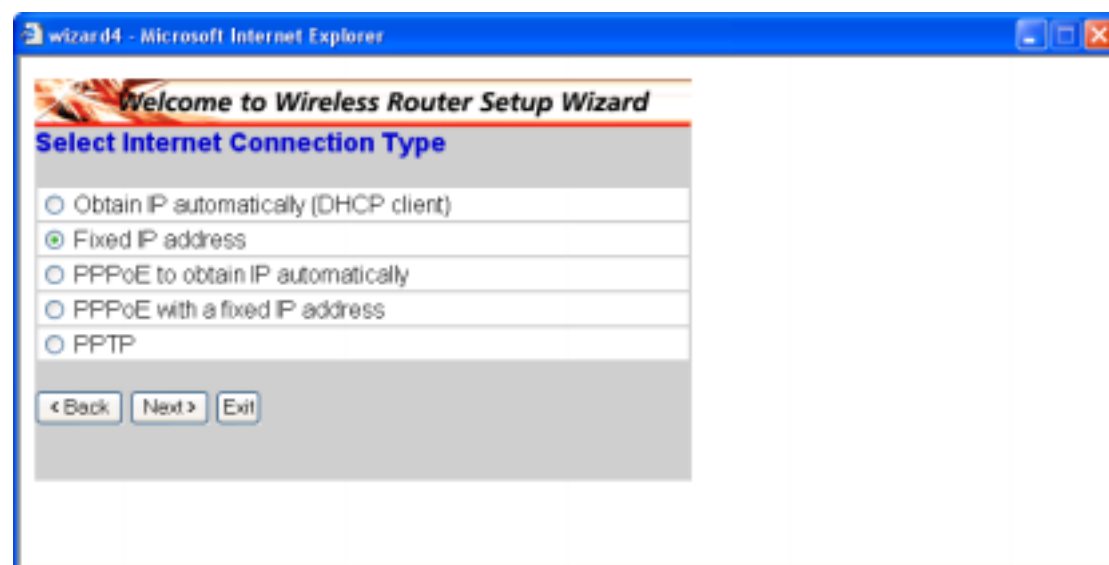 wizard4 - Microsoft Internet Explorer
Welcome to Wireless Router Setup Wizard
Select Internet Connection Type
Obtain IP automatically (DHCP client)
Fixed IP address
PPPoE to obtain IP automatically
PPPoE with a fixed IP address
PPTP
< Back Next > Exit